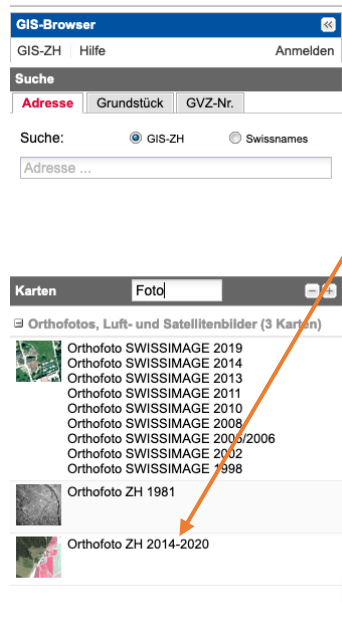 GIS-Browser
GIS-ZH Hilfe Anmelden
Suche
Adresse Grundstück GVZ-Nr.
Suche: GIS-ZH Swissnames
Adresse ...
Karten Foto
Orthofotos, Luft- und Satellitenbilder (3 Karten)
Orthofoto SWISSIMAGE 2019
Orthofoto SWISSIMAGE 2014
Orthofoto SWISSIMAGE 2013
Orthofoto SWISSIMAGE 2011
Orthofoto SWISSIMAGE 2010
Orthofoto SWISSIMAGE 2008
Orthofoto SWISSIMAGE 2005/2006
Orthofoto SWISSIMAGE 2002
Orthofoto SWISSIMAGE 1998
Orthofoto ZH 1981
Orthofoto ZH 2014-2020